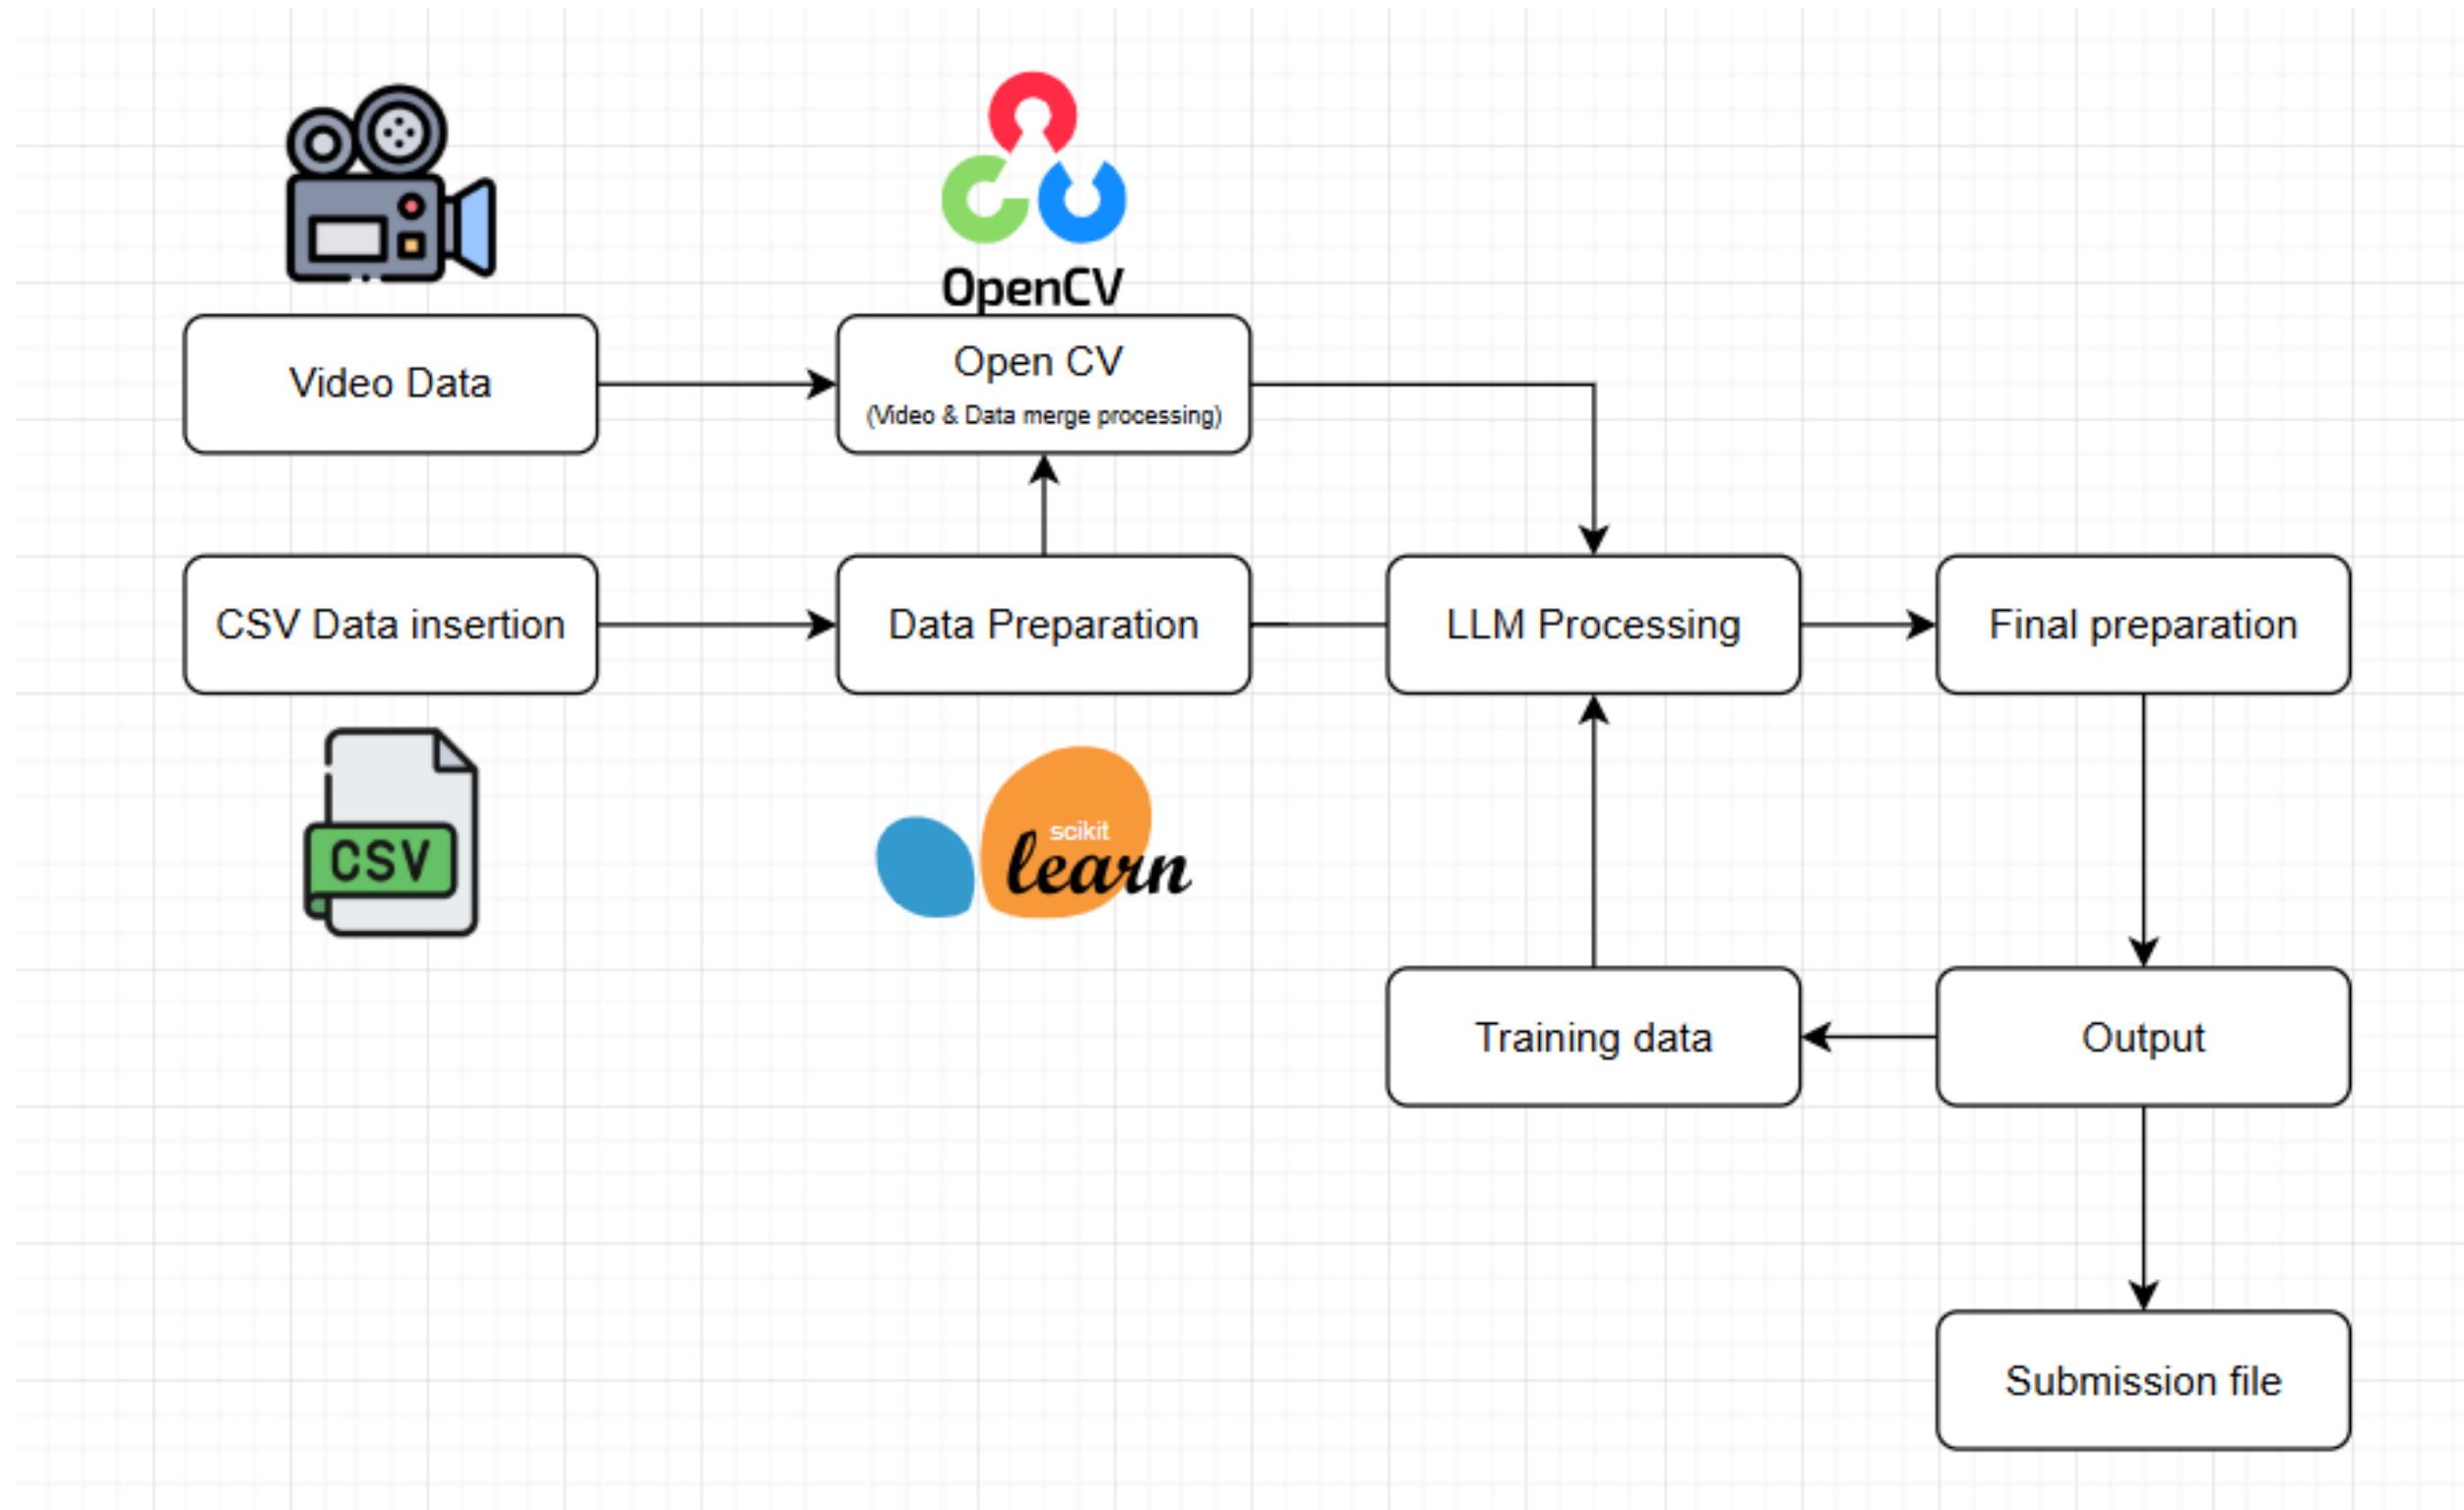 OpenCV
Video Data
Open CV
(Video & Data merge processing)
CSV Data insertion
Data Preparation
LLM Processing
Final preparation
CSV
scikit
learn
Training data
Output
Submission file